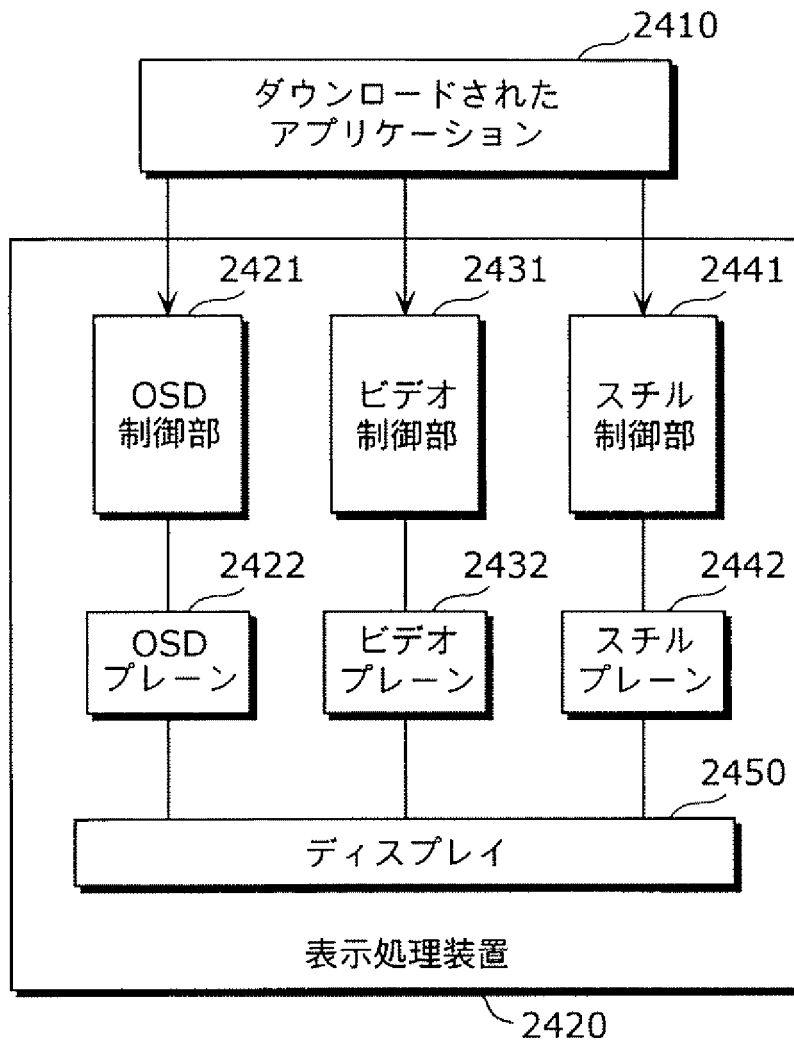 2410
ダウンロードされた
アプリケーション
2421
2431
2441
OSD
制御部
ビデオ
制御部
スチル
制御部
2422
2432
2442
OSD
プレーン
ビデオ
プレーン
スチル
プレーン
2450
ディスプレイ
表示処理装置
2420